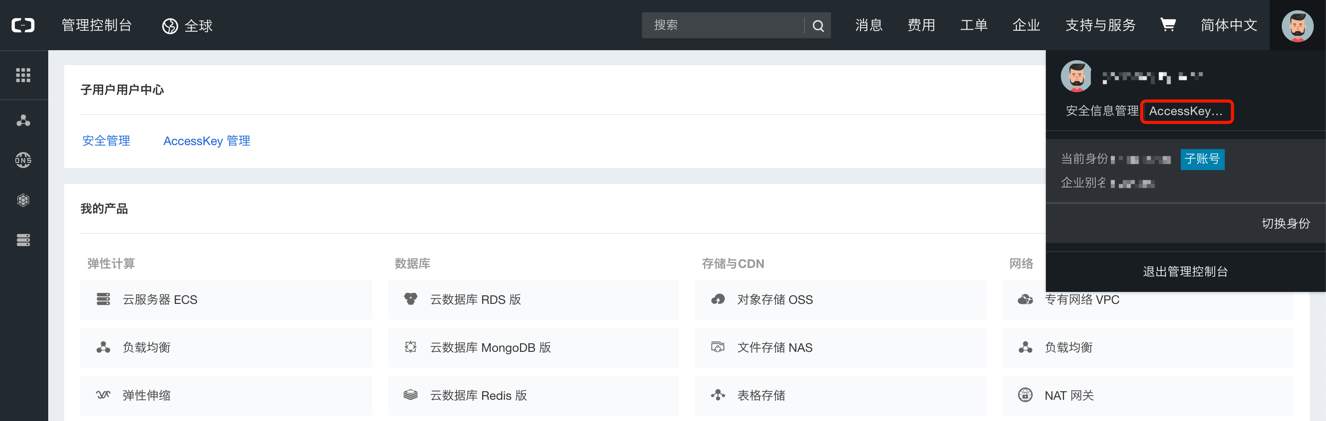 管理控制台 全球 搜索 消息 费用 工单 企业 支持与服务 简体中文
子用户用户中心
安全管理 AccessKey 管理
安全信息管理 AccessKey...
当前身份 子账号
企业别名
切换身份
退出管理控制台
我的产品
弹性计算 数据库 存储与CDN 网络
云服务器 ECS 云数据库 RDS 版 对象存储 OSS 专有网络 VPC
DNS
负载均衡 云数据库 MongoDB 版 文件存储 NAS 负载均衡
弹性伸缩 云数据库 Redis 版 表格存储 NAT 网关